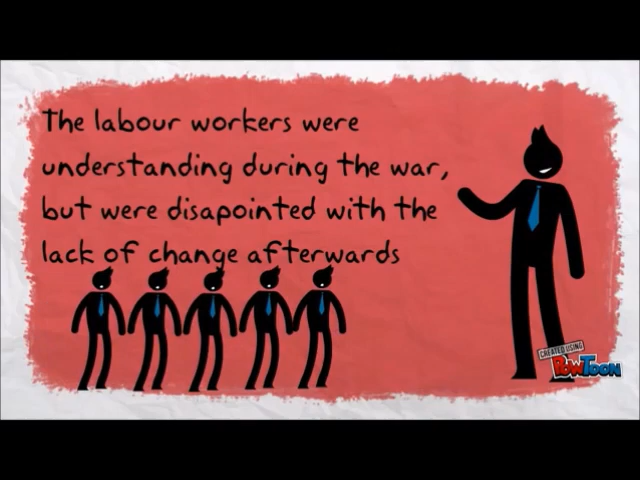 The labour workers were
understanding during the war,
but were disapointed with the
lack of change afterwards
CREATED USING
POWTOON